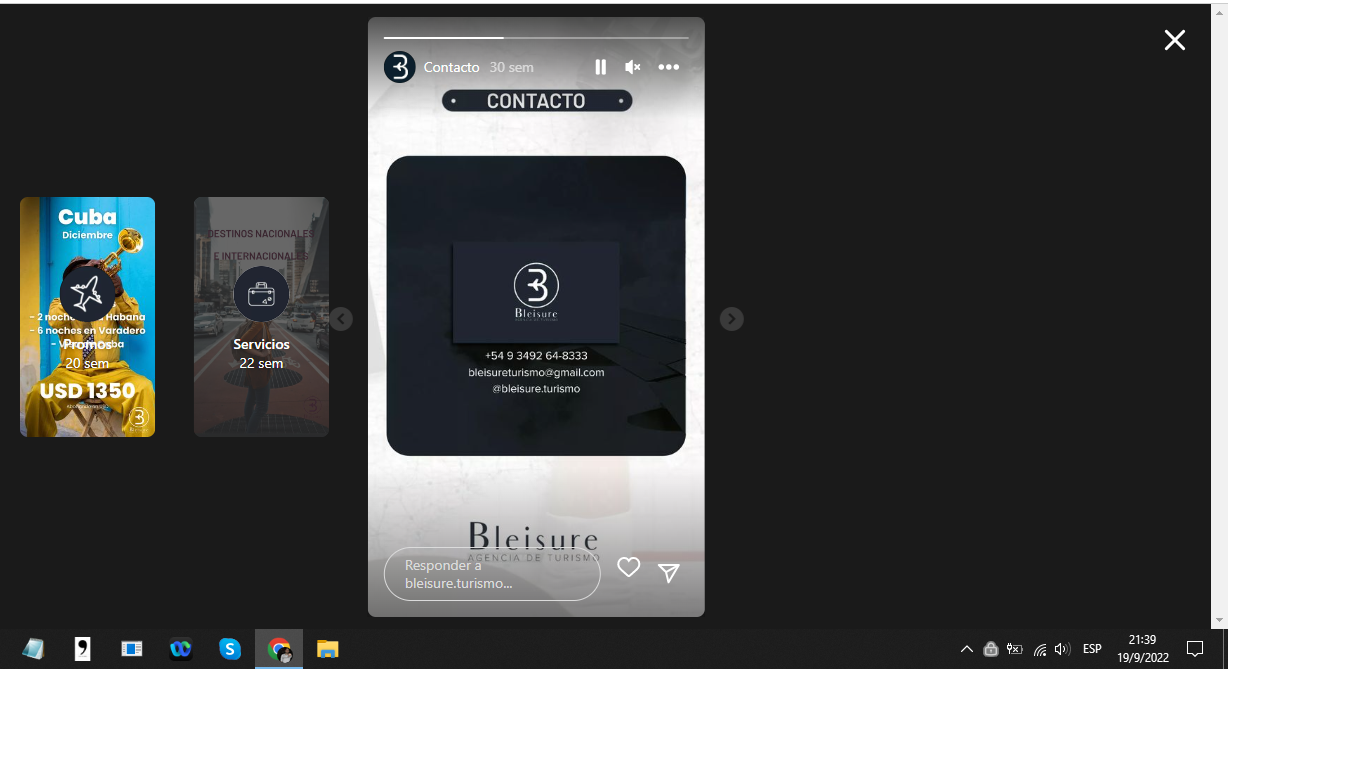 Contacto 30 sem
CONTACTO
Bleisure
+54 9 3492 64-8333
bleisureturismo@gmail.com
@bleisure.turismo
Bleisure
AGENCIA DE TURISMO
Responder a
bleisure.turismo...
Cuba
Diciembre
- 2 noches Habana
- 6 noches en Varadero
Promos
20 sem
USD 1350
DESTINOS NACIONALES
E INTERNACIONALES
Servicios
22 sem
ESP
21:39
19/9/2022